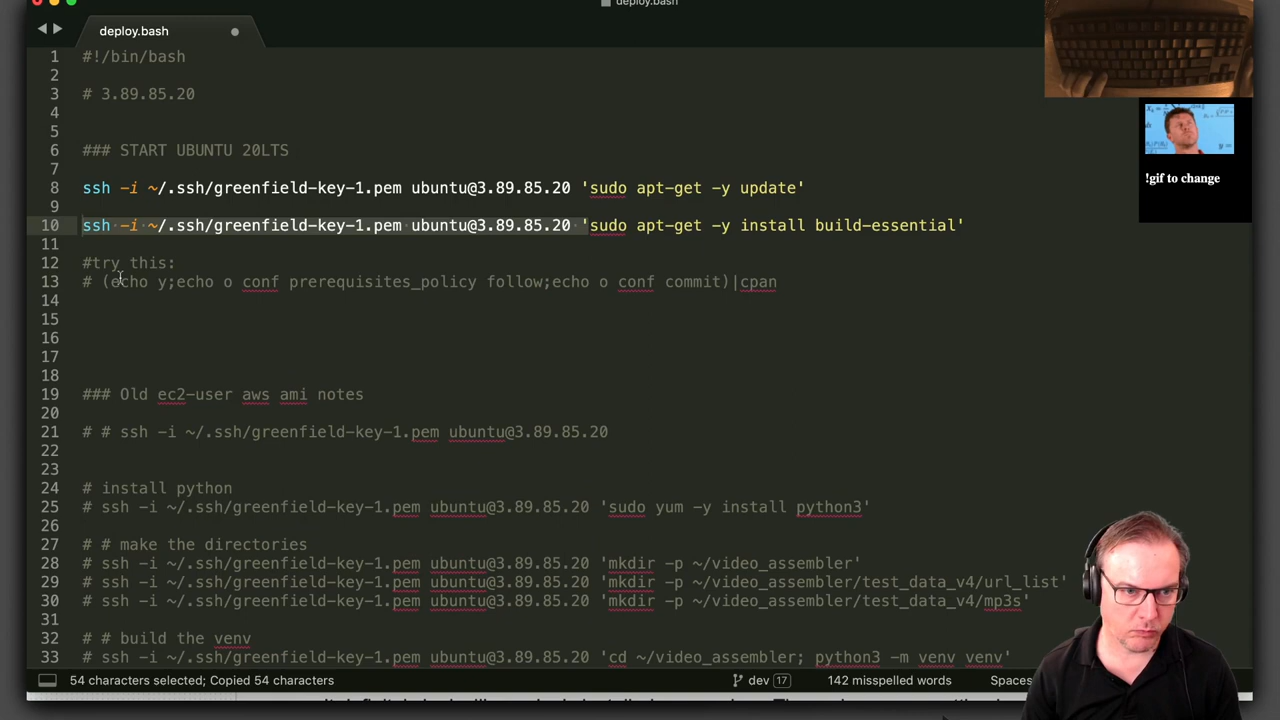 deploy.bash
deploy.bash
1 #!/bin/bash
2
3 # 3.89.85.20
4
5
6 ### START UBUNTU 20LTS
7
8 ssh -i ~/.ssh/greenfield-key-1.pem ubuntu@3.89.85.20 'sudo apt-get -y update'
9
10 ssh -i ~/.ssh/greenfield-key-1.pem ubuntu@3.89.85.20 'sudo apt-get -y install build-essential'
11
12 #try this:
13 # (echo y;echo o conf prerequisites_policy follow;echo o conf commit)|cpan
14
15
16
17
18
19 ### Old ec2-user aws ami notes
20
21 # # ssh -i ~/.ssh/greenfield-key-1.pem ubuntu@3.89.85.20
22
23
24 # install python
25 # ssh -i ~/.ssh/greenfield-key-1.pem ubuntu@3.89.85.20 'sudo yum -y install python3'
26
27 # # make the directories
28 # ssh -i ~/.ssh/greenfield-key-1.pem ubuntu@3.89.85.20 'mkdir -p ~/video_assembler'
29 # ssh -i ~/.ssh/greenfield-key-1.pem ubuntu@3.89.85.20 'mkdir -p ~/video_assembler/test_data_v4/url_list'
30 # ssh -i ~/.ssh/greenfield-key-1.pem ubuntu@3.89.85.20 'mkdir -p ~/video_assembler/test_data_v4/mp3s'
31
32 # # build the venv
33 # ssh -i ~/.ssh/greenfield-key-1.pem ubuntu@3.89.85.20 'cd ~/video_assembler; python3 -m venv venv'
54 characters selected; Copied 54 characters
dev 17
142 misspelled words
Spaces
!gif to change